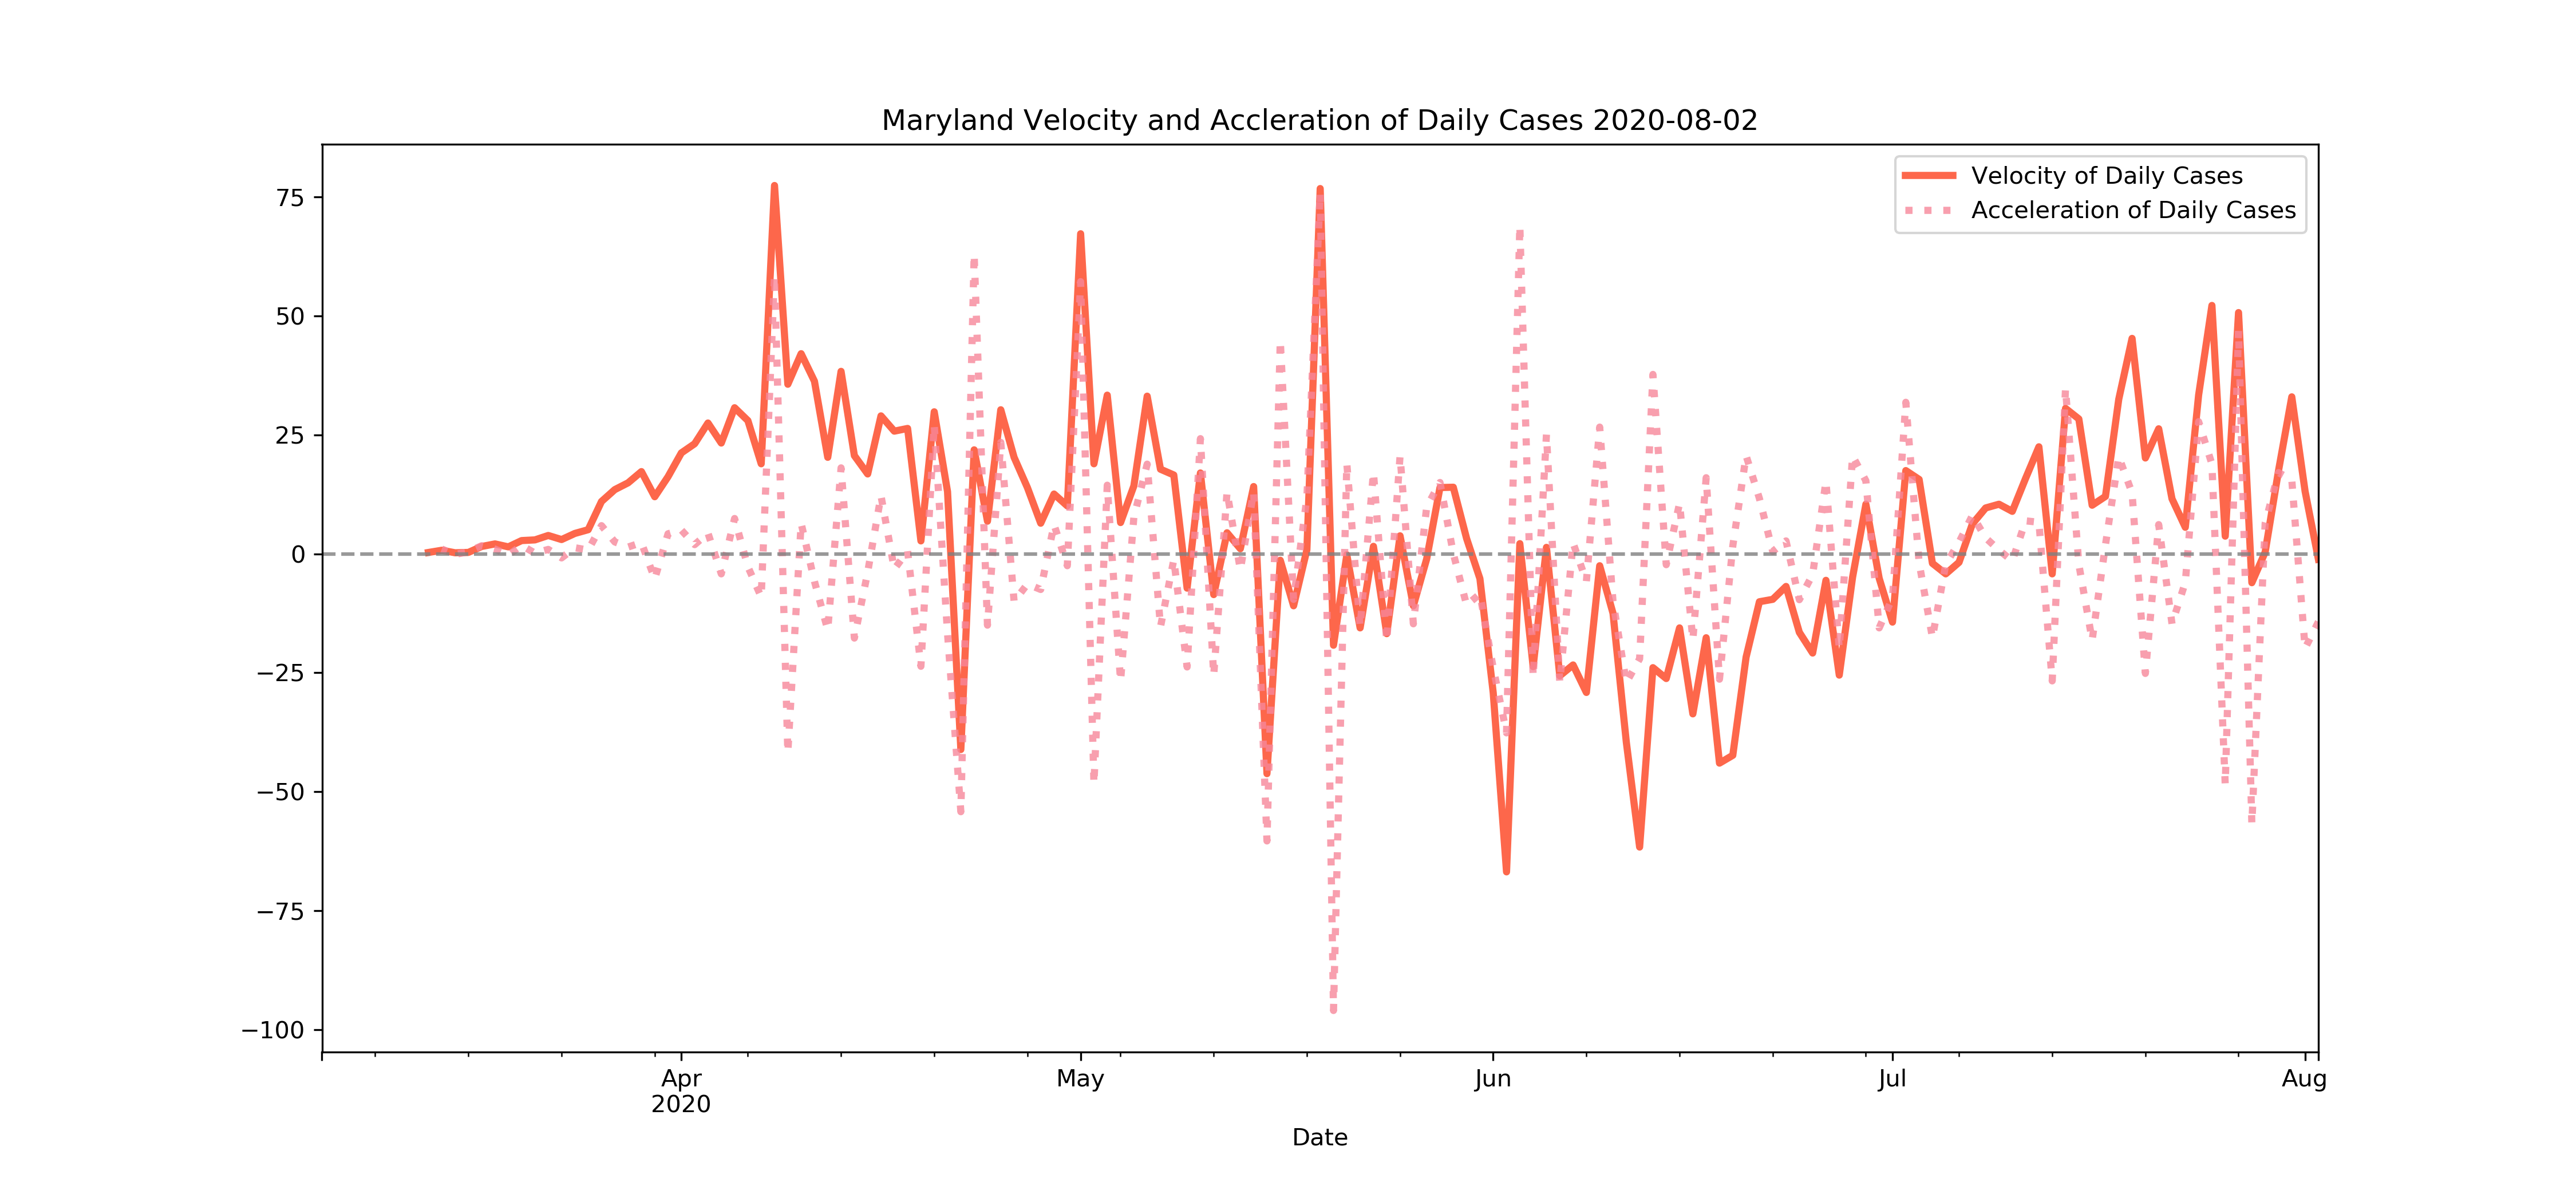 Maryland Velocity and Accleration of Daily Cases 2020-08-02
Velocity of Daily Cases
Acceleration of Daily Cases
75
50
25
0
−25
−50
−75
−100
Apr
2020
May
Jun
Jul
Aug
Date